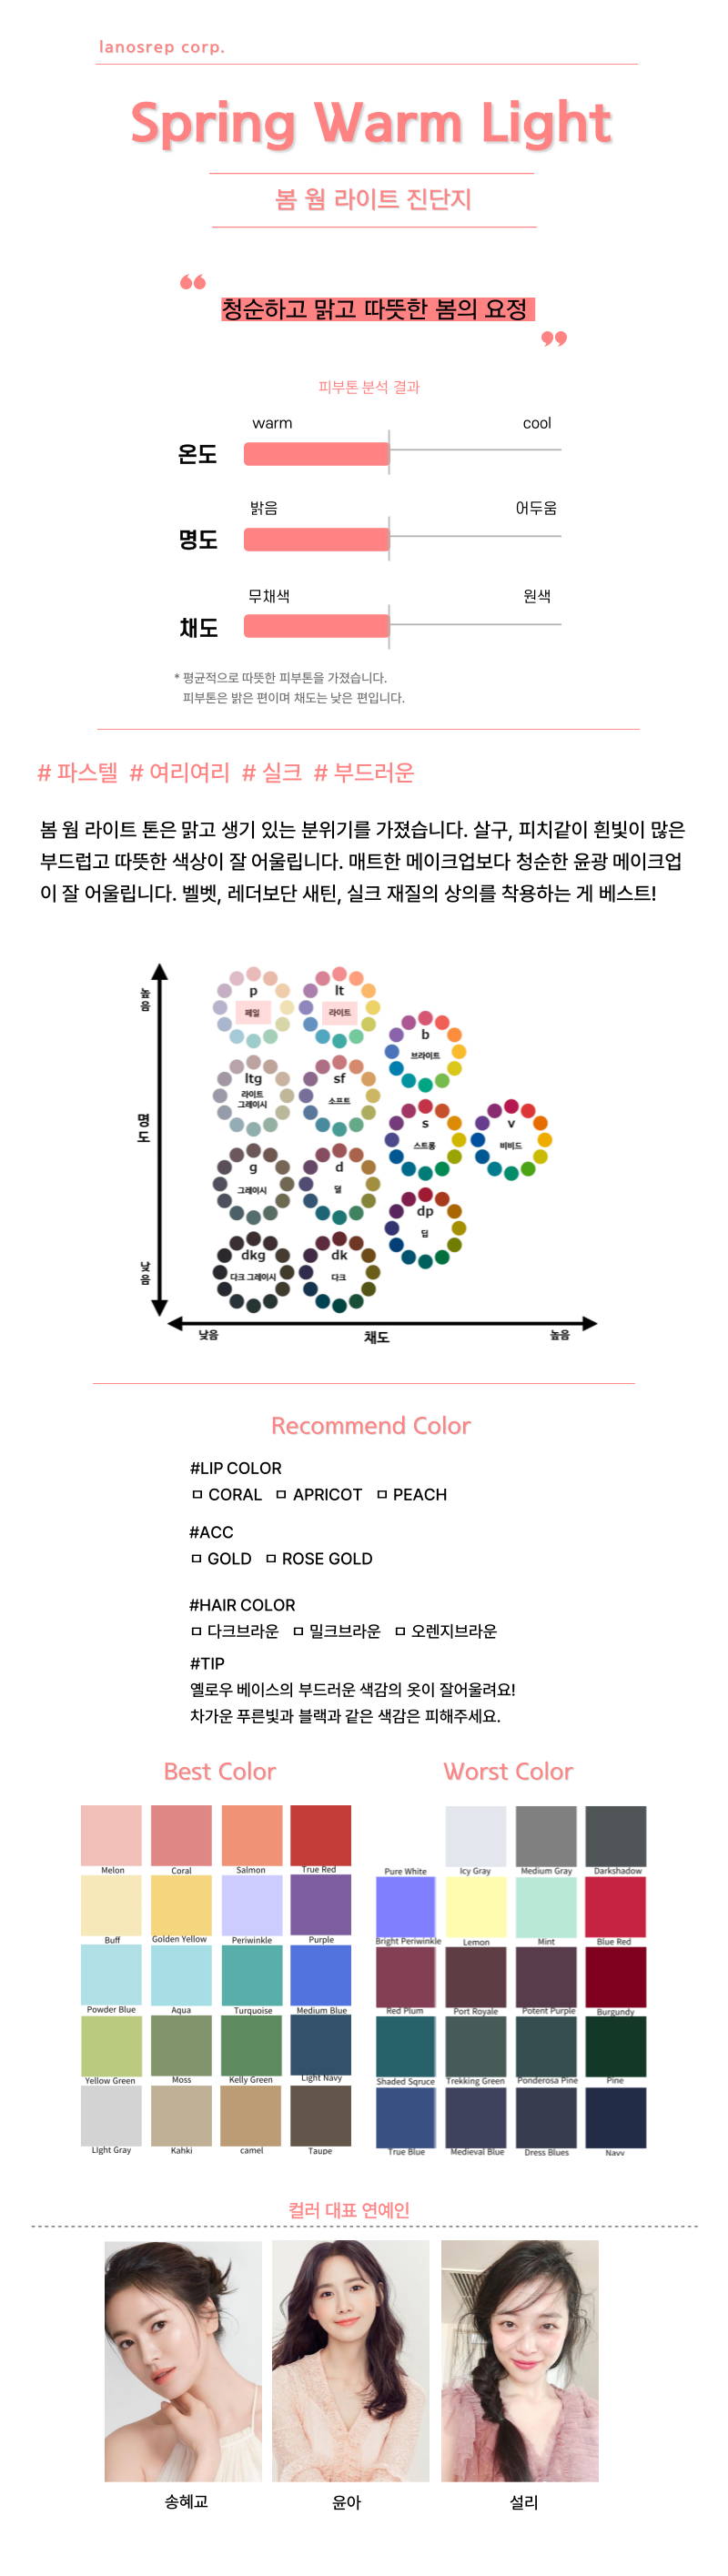 lanosrep corp.
Spring Warm Light
봄 웜 라이트 진단지
“
청순하고 맑고 따뜻한 봄의 요정
”
피부톤 분석 결과
warm cool
온도
밝음 어두움
명도
무채색 원색
채도
* 평균적으로 따뜻한 피부톤을 가졌습니다.
피부톤은 밝은 편이며 채도는 낮은 편입니다.
# 파스텔 # 여리여리 # 실크 # 부드러운
봄 웜 라이트 톤은 맑고 생기 있는 분위기를 가졌습니다. 살구, 피치같이 흰빛이 많은
부드럽고 따뜻한 색상이 잘 어울립니다. 매트한 메이크업보다 청순한 윤광 메이크업
이 잘 어울립니다. 벨벳, 레더보단 새틴, 실크 재질의 상의를 착용하는 게 베스트!
높음
명도
낮음
p
페일
lt
라이트
b
브라이트
ltg
라이트
그레이시
sf
소프트
s
스트롱
v
비비드
g
그레이시
d
덜
dp
딥
dkg
다크 그레이시
dk
다크
낮음 채도 높음
Recommend Color
#LIP COLOR
ㅁ CORAL ㅁ APRICOT ㅁ PEACH
#ACC
ㅁ GOLD ㅁ ROSE GOLD
#HAIR COLOR
ㅁ 다크브라운 ㅁ 밀크브라운 ㅁ 오렌지브라운
#TIP
옐로우 베이스의 부드러운 색감의 옷이 잘어울려요!
차가운 푸른빛과 블랙과 같은 색감은 피해주세요.
Best Color
Melon Coral Salmon True Red
Buff Golden Yellow Periwinkle Purple
Powder Blue Aqua Turquoise Medium Blue
Yellow Green Moss Kelly Green Light Navy
LIght Gray Kahki camel Taupe
Worst Color
Pure White Icy Gray Medium Gray Darkshadow
Bright Periwinkle Lemon Mint Blue Red
Red Plum Port Royale Potent Purple Burgundy
Shaded Sqruce Trekking Green Ponderosa Pine Pine
True Blue Medieval Blue Dress Blues Navy
컬러 대표 연예인
송혜교 윤아 설리